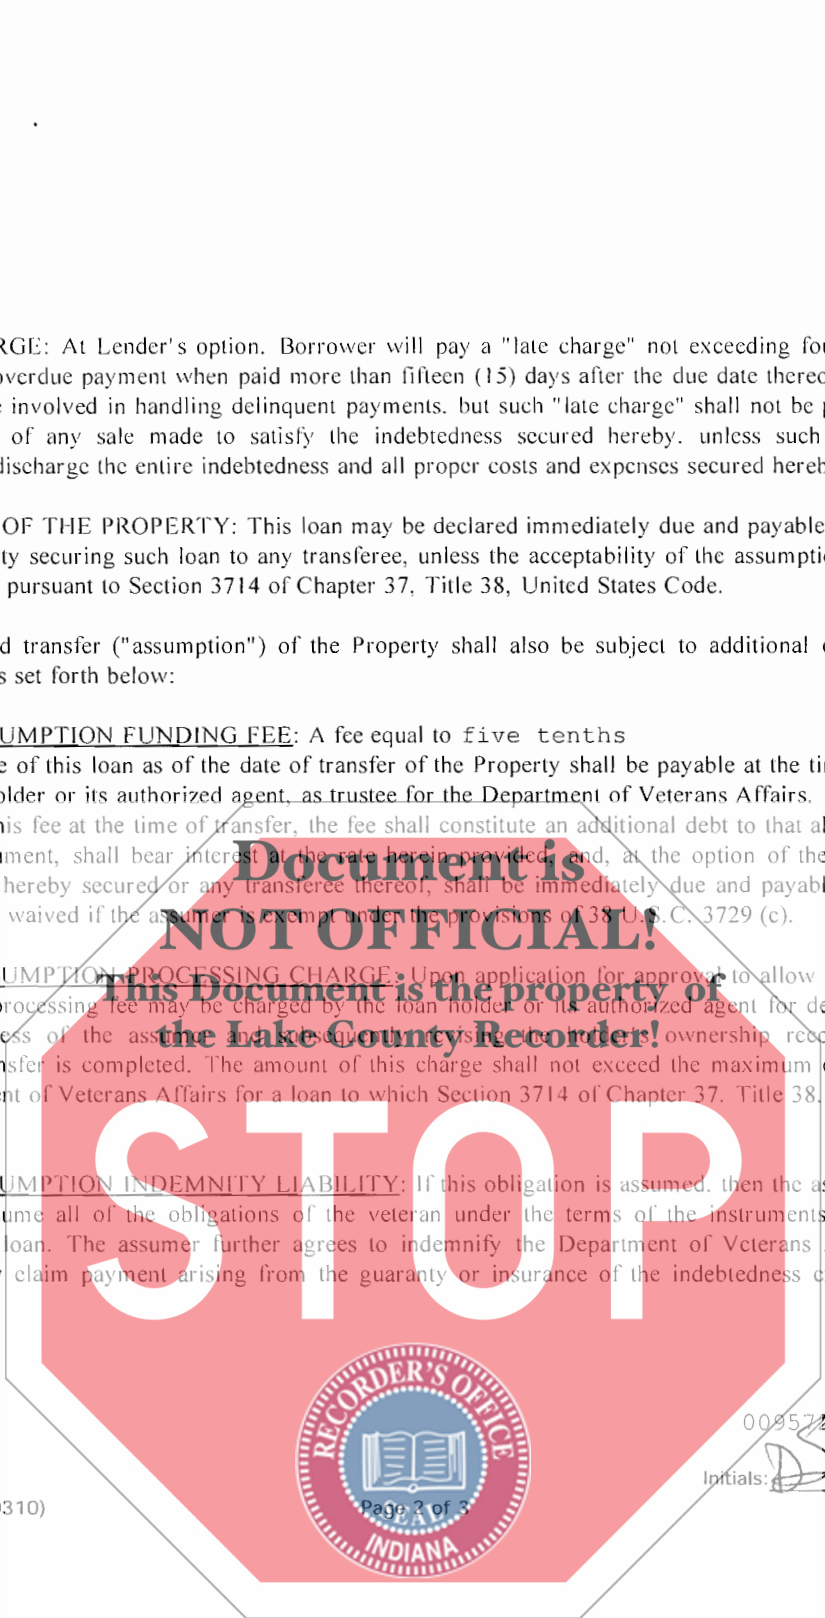 RGE: At Lender's option. Borrower will pay a "late charge" not exceeding fou
overdue payment when paid more than fifteen (15) days after the due date thereo
e involved in handling delinquent payments. but such "late charge" shall not be p
of any sale made to satisfy the indebtedness secured hereby. unless such
discharge the entire indebtedness and all proper costs and expenses secured hereb
OF THE PROPERTY: This loan may be declared immediately due and payable
ty securing such loan to any transferee, unless the acceptability of the assumptio
pursuant to Section 3714 of Chapter 37, Title 38, United States Code.
d transfer ("assumption") of the Property shall also be subject to additional c
s set forth below:
UMPTION FUNDING FEE: A fee equal to five tenths
e of this loan as of the date of transfer of the Property shall be payable at the tim
older or its authorized agent, as trustee for the Department of Veterans Affairs.
his fee at the time of transfer, the fee shall constitute an additional debt to that al
ument, shall bear interest at the rate herein provided, and, at the option of the
hereby secured or any transferee thereof, shall be immediately due and payabl
waived if the assumer is exempt under the provisions of 38 U.S.C. 3729 (c).
Document is
NOT OFFICIAL!
This Document is the property of
the Lake County Recorder!
UMPTION PROCESSING CHARGE: Upon application for approval to allow
processing fee may be charged by the loan holder or its authorized agent for de
ess of the assumer and subsequently revising the holder's ownership reco
nsfer is completed. The amount of this charge shall not exceed the maximum
nt of Veterans Affairs for a loan to which Section 3714 of Chapter 37. Title 38.
STOP
UMPTION INDEMNITY LIABILITY: If this obligation is assumed. then the as
ume all of the obligations of the veteran under the terms of the instruments
loan. The assumer further agrees to indemnify the Department of Veterans
claim payment arising from the guaranty or insurance of the indebtedness c
RECORDER'S OFFICE
SEAL
INDIANA
00957
Initials:
0310)
Page 2 of 3